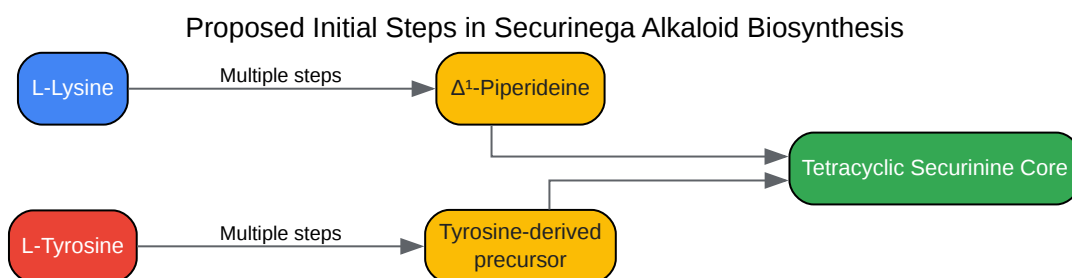 Proposed Initial Steps in Securinega Alkaloid Biosynthesis
L-Lysine
Multiple steps
Δ¹-Piperideine
Tetracyclic Securinine Core
L-Tyrosine
Multiple steps
Tyrosine-derived
precursor